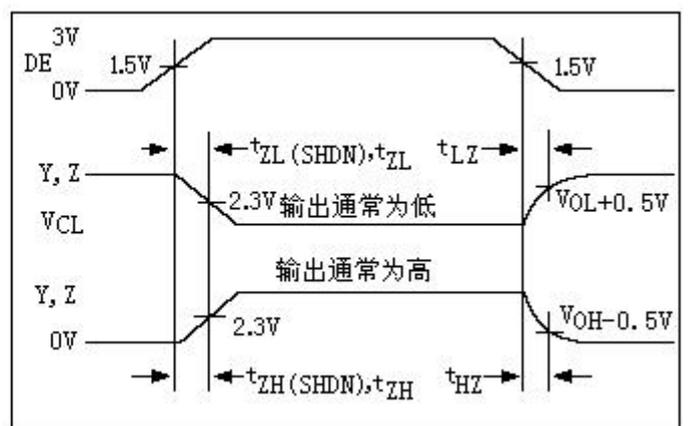 3V
DE 1.5V 1.5V
0V
tZL(SHDN),tZL tLZ
Y, Z
2.3V 输出通常为低 VOL+0.5V
VCL
输出通常为高
Y, Z
2.3V VOH-0.5V
0V
tZH(SHDN),tZH tHZ